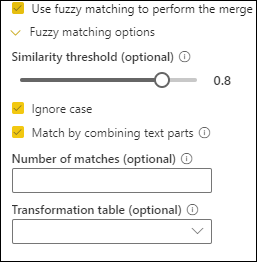 Use fuzzy matching to perform the merge
Fuzzy matching options
Similarity threshold (optional)
0.8
Ignore case
Match by combining text parts
Number of matches (optional)
Transformation table (optional)